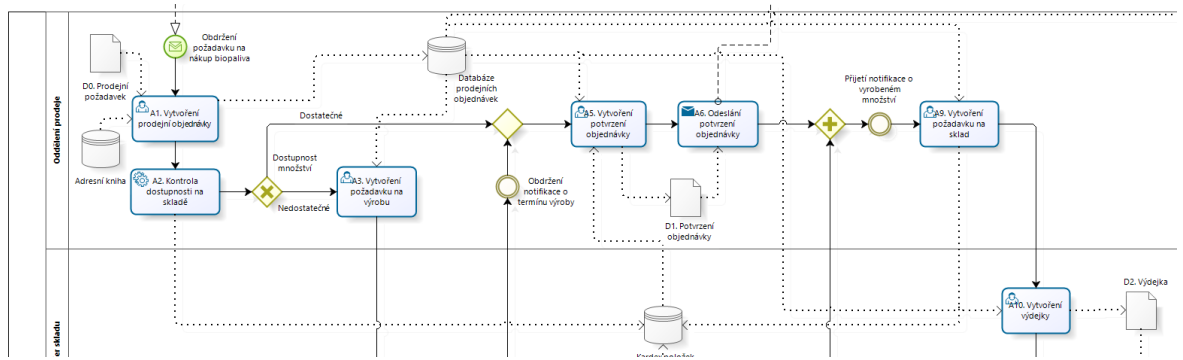 Oddělení prodeje
Obdržení
požadavku na
nákup biopaliva
D0. Prodejní
požadavek
A1. Vytvoření
prodejní objednávky
Adresní kniha
A2. Kontrola
dostupnosti na
skladě
Dostatečné
Dostupnost
množství
Nedostatečné
A3. Vytvoření
požadavku na
výrobu
Databáze
prodejních
objednávek
Obdržení
notifikace o
termínu výroby
A5. Vytvoření
potvrzení
objednávky
A6. Odeslání
potvrzení
objednávky
D1. Potvrzení
objednávky
Přijetí notifikace o
vyrobeném
množství
A9. Vytvoření
požadavku na
sklad
er skladu
A10. Vytvoření
výdejky
D2. Výdejka